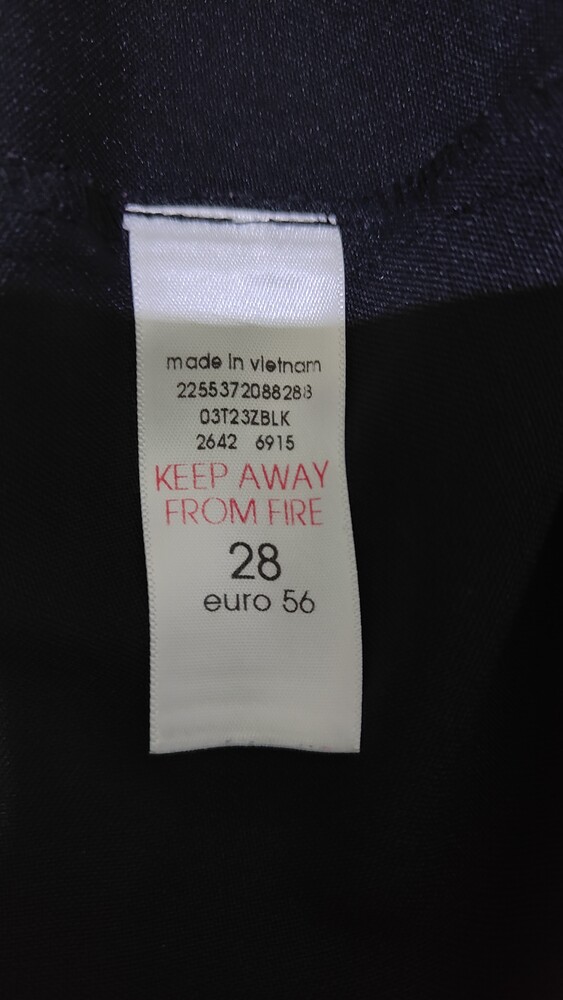 made in vietnam
2255372088288
03T23ZBLK
2642 6915
KEEP AWAY
FROM FIRE
28
euro 56